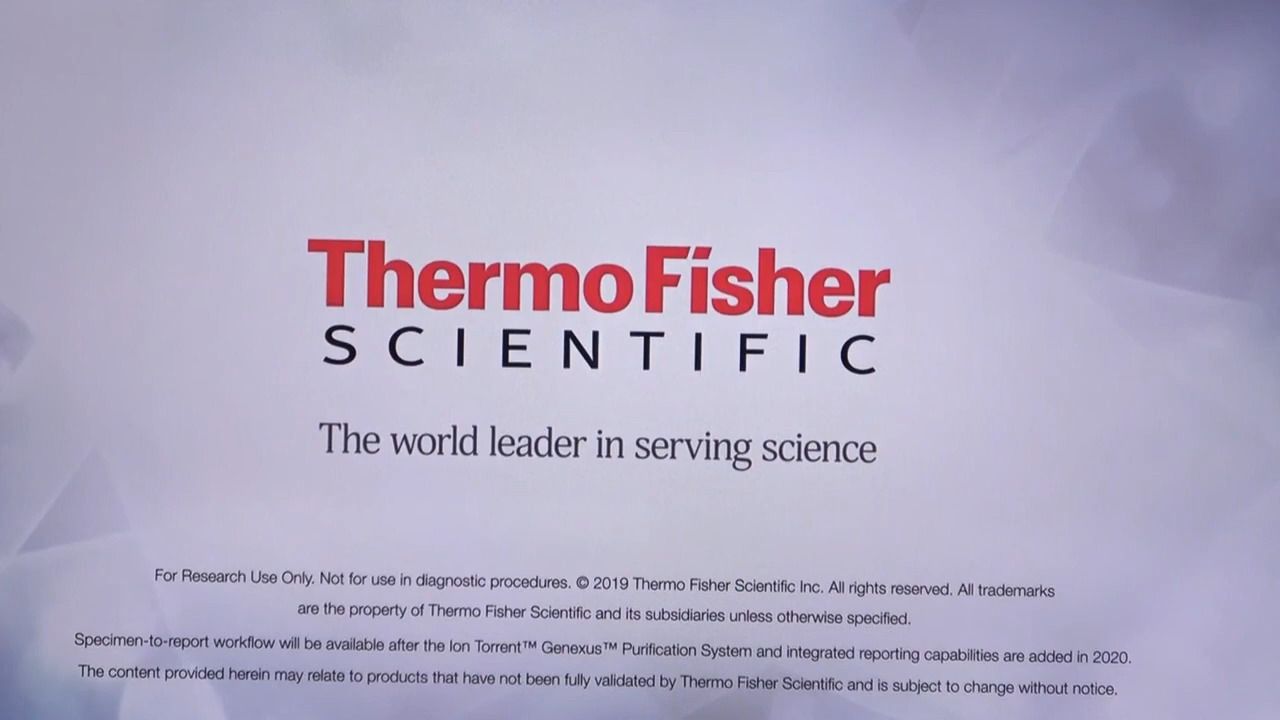 ThermoFisher
SCIENTIFIC
The world leader in serving science
For Research Use Only. Not for use in diagnostic procedures. © 2019 Thermo Fisher Scientific Inc. All rights reserved. All trademarks
are the property of Thermo Fisher Scientific and its subsidiaries unless otherwise specified.
Specimen-to-report workflow will be available after the Ion Torrent™ Genexus™ Purification System and integrated reporting capabilities are added in 2020.
The content provided herein may relate to products that have not been fully validated by Thermo Fisher Scientific and is subject to change without notice.